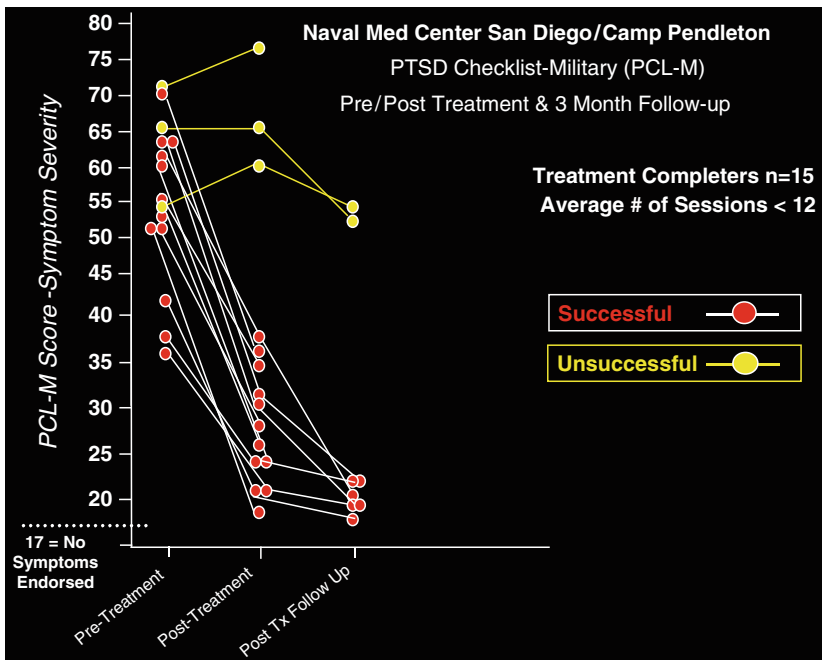 Naval Med Center San Diego/Camp Pendleton
PTSD Checklist-Military (PCL-M)
Pre/Post Treatment & 3 Month Follow-up
Treatment Completers n=15
Average # of Sessions < 12
Successful
Unsuccessful
PCL-M Score -Symptom Severity
80
75
70
65
60
55
50
45
40
35
30
25
20
17 = No
Symptoms
Endorsed
Pre-Treatment
Post-Treatment
Post Tx Follow Up